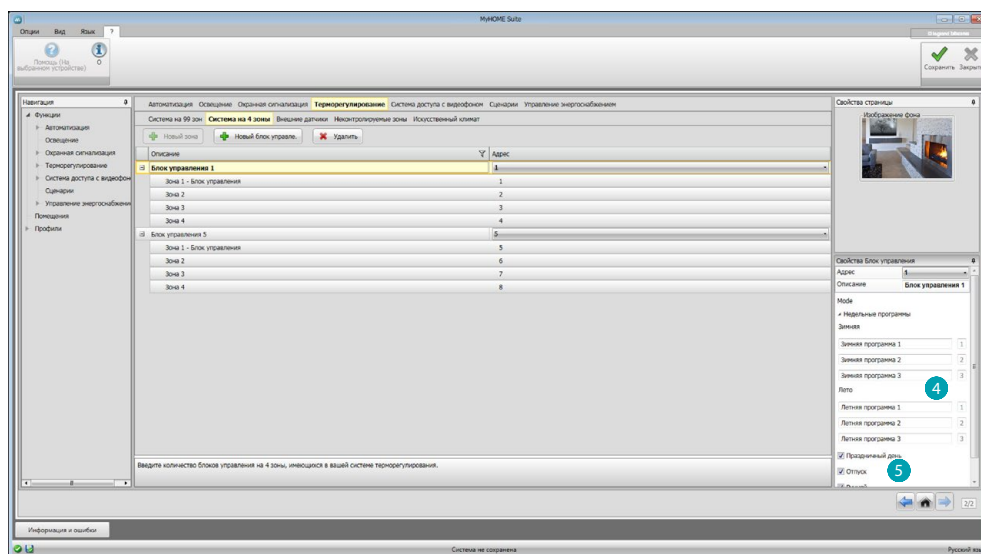 MyHOME Suite
Опции Вид Язык ?
Помощь (На выбранном устройстве)
О
Сохранить Закрыть
Навигация
Функции
Автоматизация
Освещение
Охранная сигнализация
Терморегулирование
Система доступа с видеофон
Сценарии
Управление энергоснабжени
Помещения
Профили
Автоматизация Освещение Охранная сигнализация Терморегулирование Система доступа с видеофоном Сценарии Управление энергоснабжением
Система на 99 зон Система на 4 зоны Внешние датчики Неконтролируемые зоны Искусственный климат
Новый зона Новый блок управле. Удалить
Описание Адрес
Блок управления 1 1
Зона 1 - Блок управления 1
Зона 2 2
Зона 3 3
Зона 4 4
Блок управления 5 5
Зона 1 - Блок управления 5
Зона 2 6
Зона 3 7
Зона 4 8
Введите количество блоков управления на 4 зоны, имеющихся в вашей системе терморегулирования.
Свойства страницы
Изображение фона
Свойства Блок управления
Адрес 1
Описание Блок управления 1
Mode
Недельные программы
Зимняя
Зимняя программа 1 1
Зимняя программа 2 2
Зимняя программа 3 3
Лето
4
Летняя программа 1 1
Летняя программа 2 2
Летняя программа 3 3
Праздничный день
Отпуск
5
2/2
Информация и ошибки
Система не сохранена
Русский язы